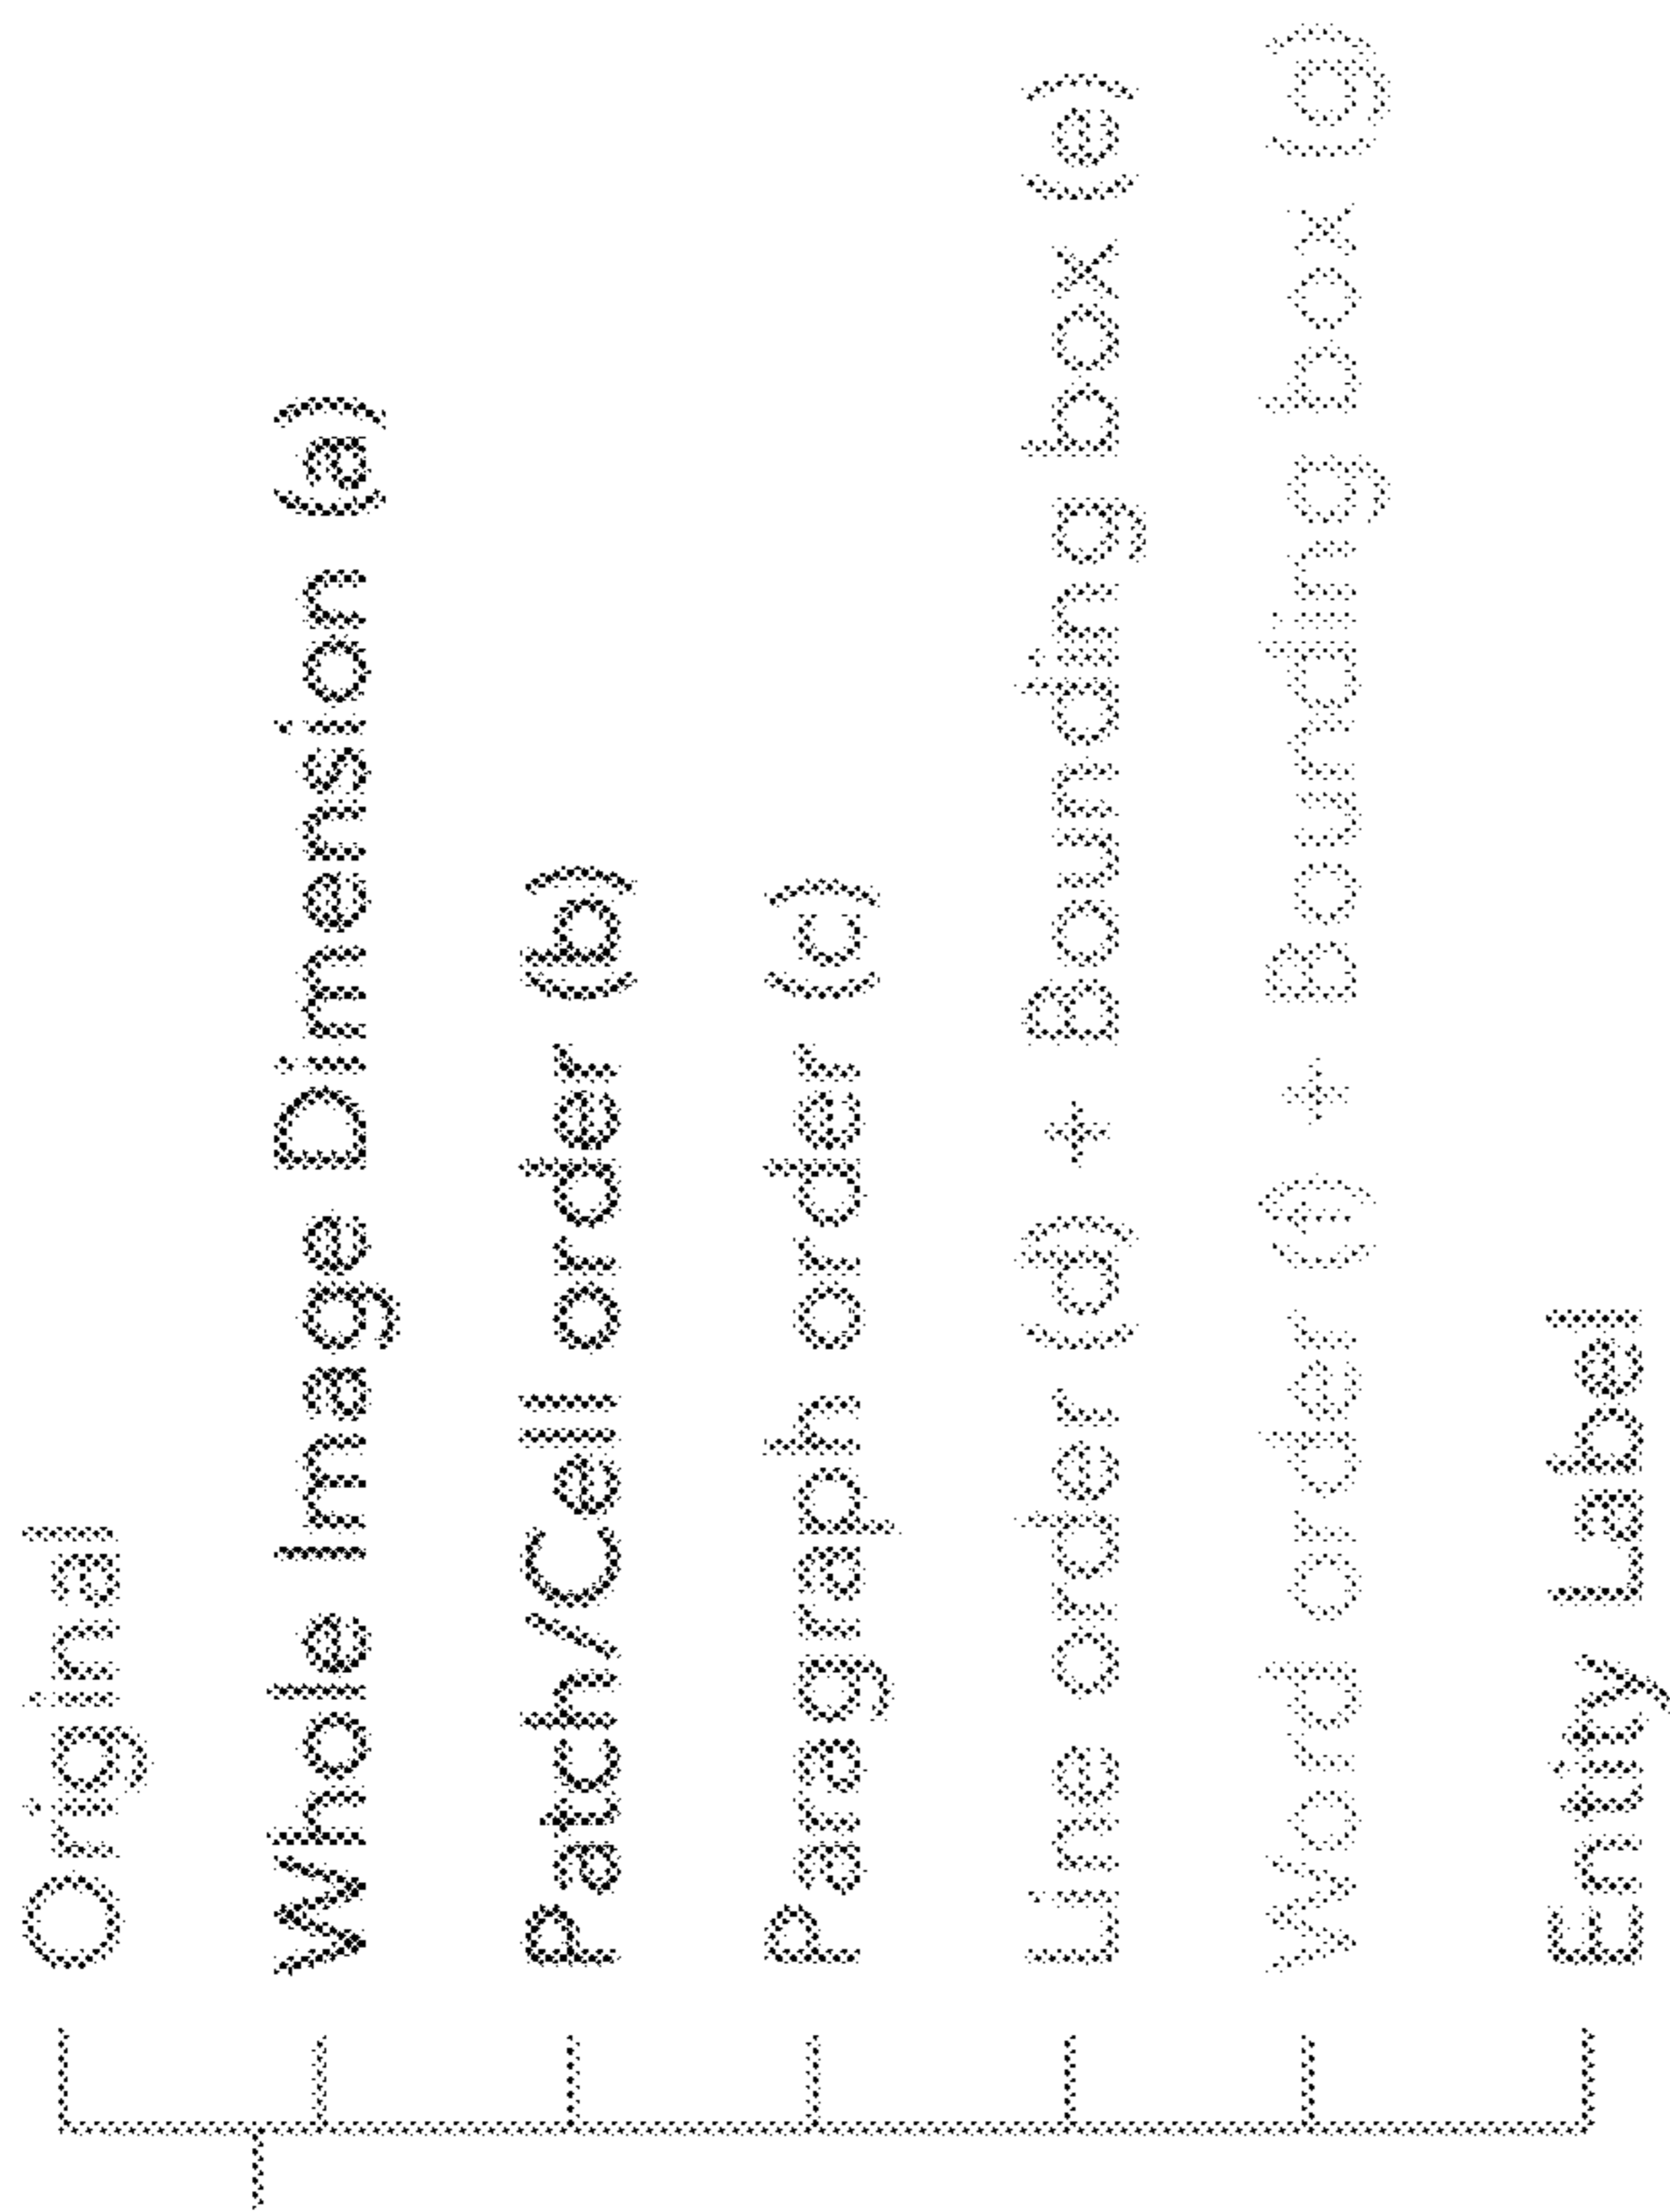 Original
Whole Image Dimension (a)
Patch/Cell order (b)
Paragraph order (c)
Line order (d) + Bounding box (e)
Word order (f) + Bounding box (g)
Entity Label